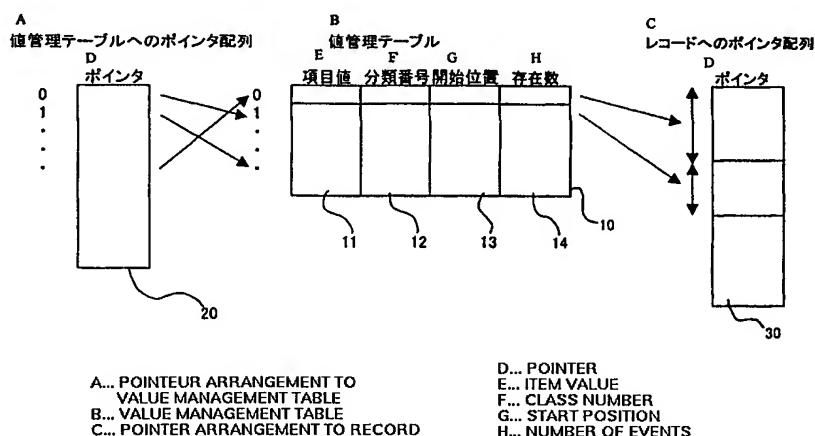 A
値管理テーブルへのポインタ配列
D
ポインタ
0
1
20
B
値管理テーブル
E F G H
項目値 分類番号 開始位置 存在数
0
1
11 12 13 14
10
C
レコードへのポインタ配列
D
ポインタ
30
A... POINTEUR ARRANGEMENT TO
VALUE MANAGEMENT TABLE
B... VALUE MANAGEMENT TABLE
C... POINTER ARRANGEMENT TO RECORD
D... POINTER
E... ITEM VALUE
F... CLASS NUMBER
G... START POSITION
H... NUMBER OF EVENTS